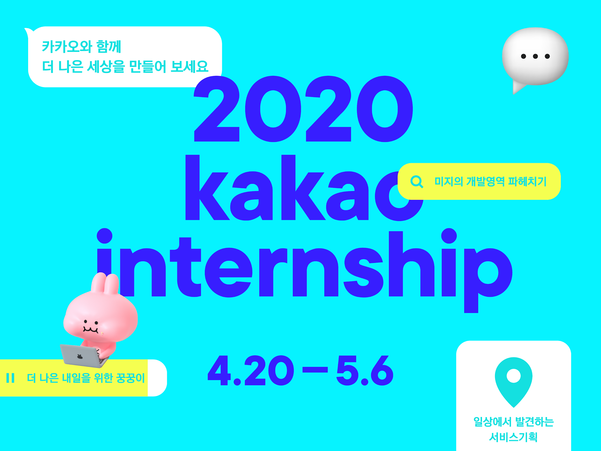 카카오와 함께
더 나은 세상을 만들어 보세요
2020
kakao
미지의 개발영역 파헤치기
internship
더 나은 내일을 위한 꿍꿍이
4.20 — 5.6
일상에서 발견하는
서비스기획